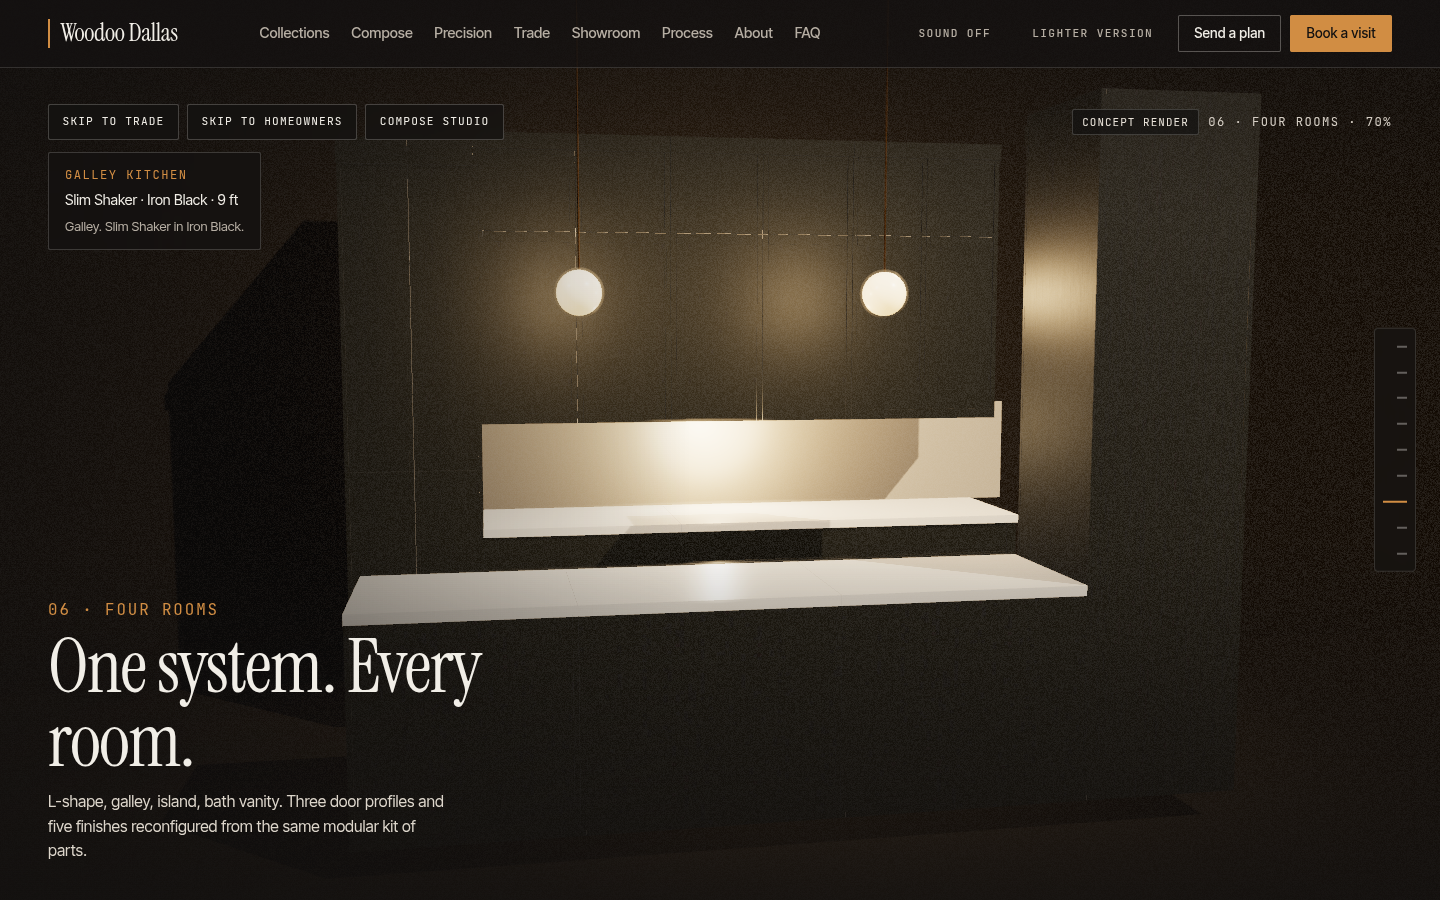 Woodoo Dallas
Collections Compose Precision Trade Showroom Process About FAQ
SOUND OFF LIGHTER VERSION Send a plan Book a visit
SKIP TO TRADE SKIP TO HOMEOWNERS COMPOSE STUDIO
CONCEPT RENDER 06 · FOUR ROOMS · 70%
GALLEY KITCHEN
Slim Shaker · Iron Black · 9 ft
Galley. Slim Shaker in Iron Black.
06 · FOUR ROOMS
One system. Every
room.
L-shape, galley, island, bath vanity. Three door profiles and
five finishes reconfigured from the same modular kit of
parts.